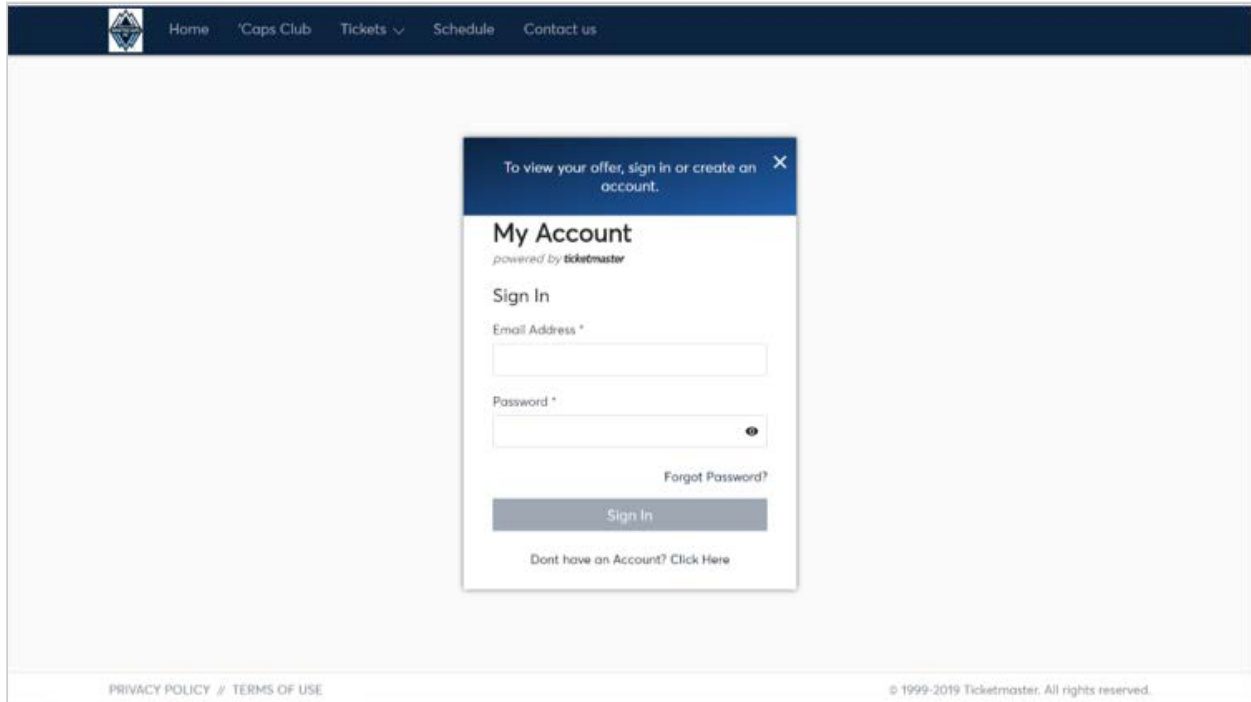 Home 'Caps Club Tickets Schedule Contact us
To view your offer, sign in or create an
account.
My Account
powered by ticketmaster
Sign In
Email Address *
Password *
Forgot Password?
Sign In
Dont have an Account? Click Here
PRIVACY POLICY // TERMS OF USE
© 1999-2019 Ticketmaster. All rights reserved.